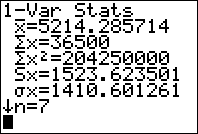 1-Var Stats
x̄=5214.285714
Σx=36500
Σx²=204250000
Sx=1523.623501
σx=1410.601261
↓n=7